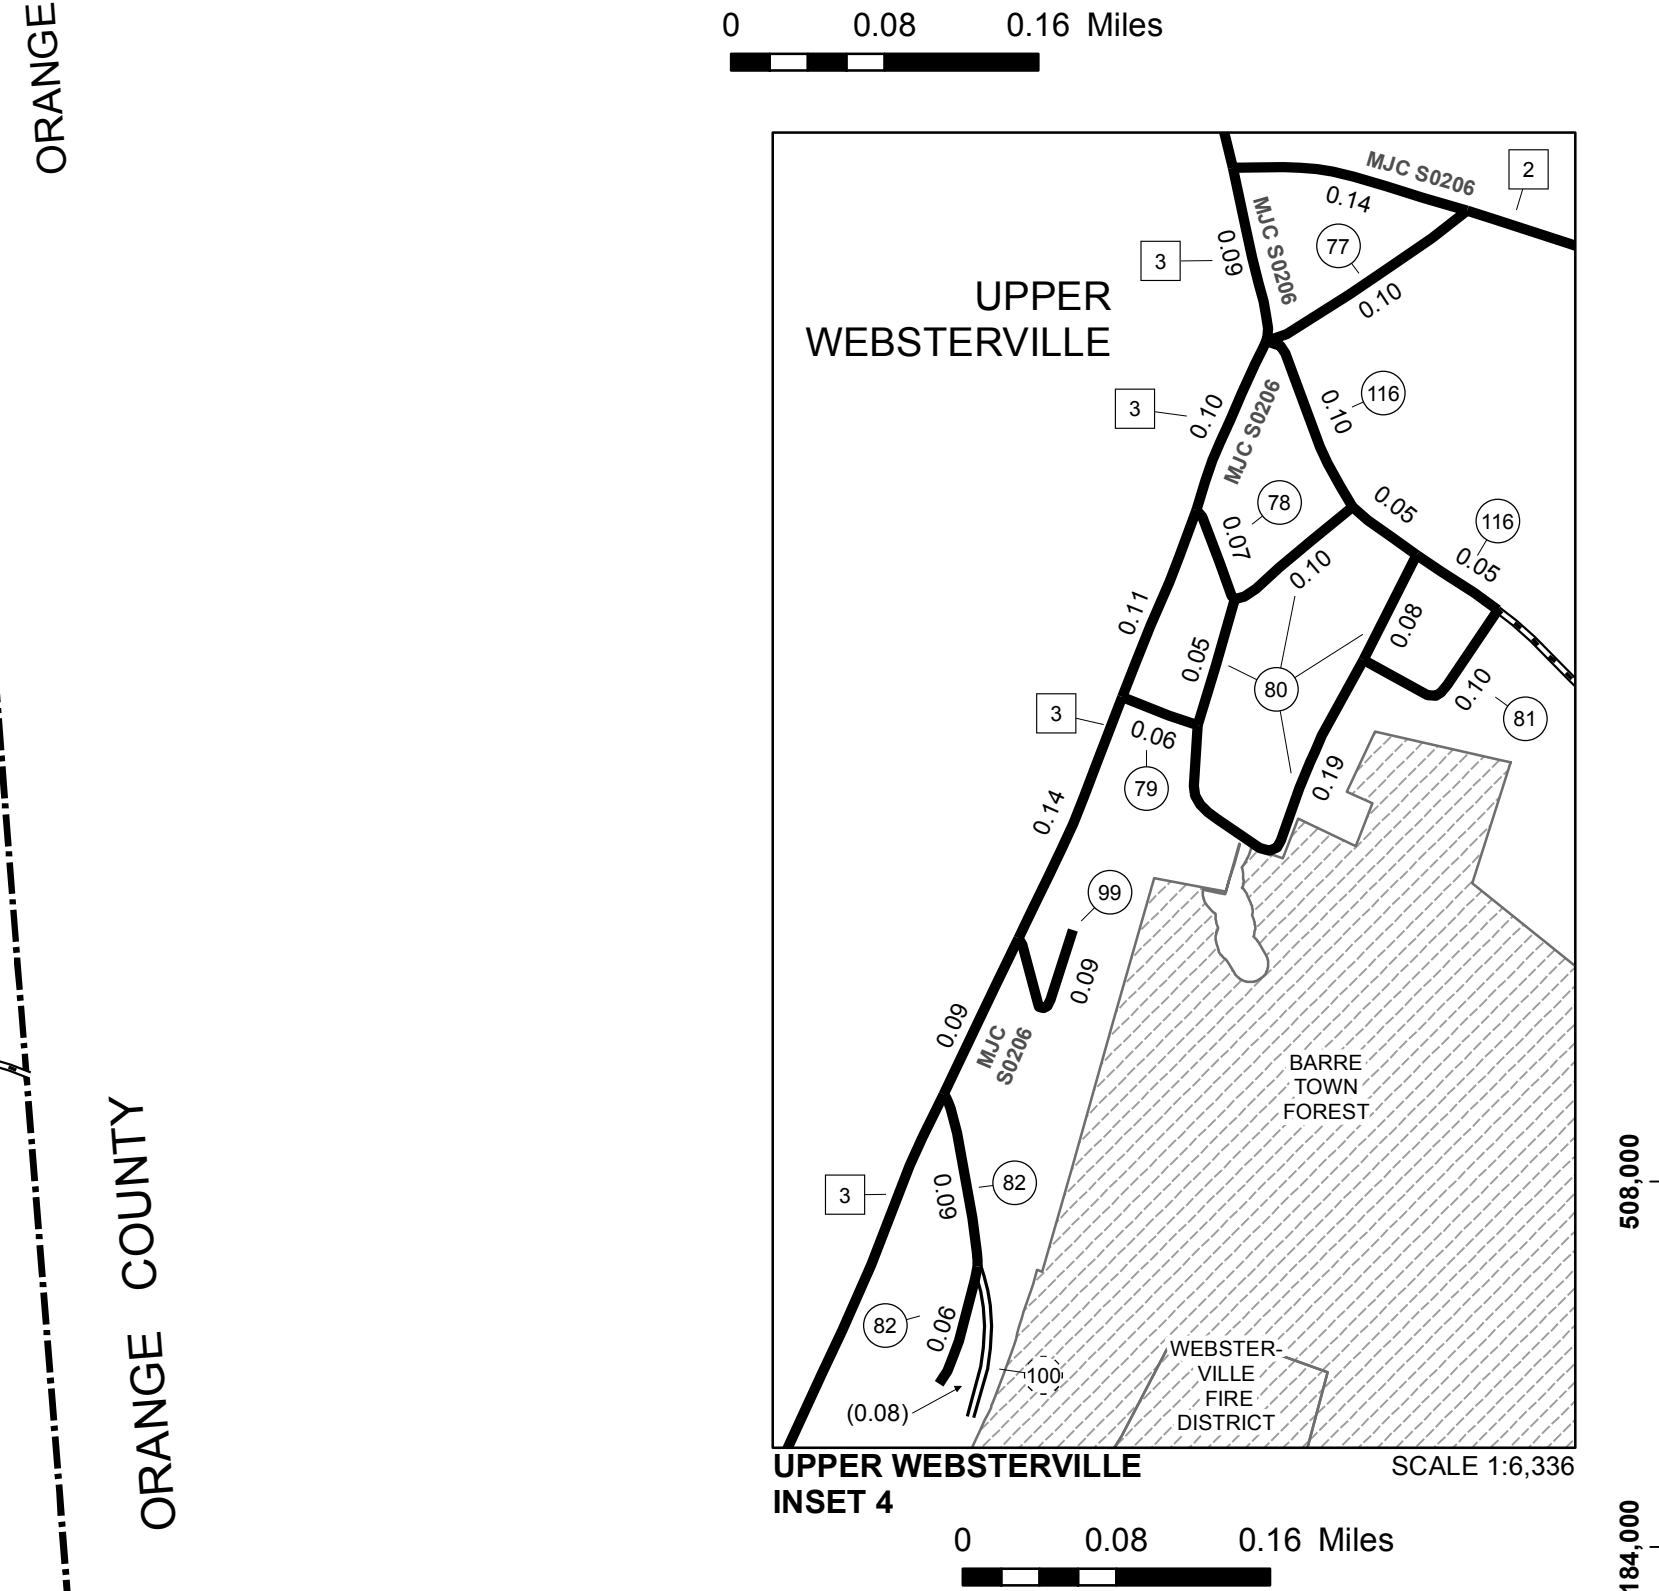 ORANGE
0 0.08 0.16 Miles
MJC S0206
2
0.14
77
MJC S0206
0.09
3
0.10
UPPER
WEBSTERVILLE
3
0.10
MJC S0206
0.10
116
78
0.07
0.05
116
0.05
0.10
0.11
0.05
0.08
80
0.10
81
3
0.06
79
0.19
0.14
99
0.09
0.09
MJC
S0206
BARRE
TOWN
FOREST
3
0.09
82
82
0.06
100
(0.08)
WEBSTER-
VILLE
FIRE
DISTRICT
ORANGE COUNTY
508,000
184,000
UPPER WEBSTERVILLE
INSET 4
SCALE 1:6,336
0 0.08 0.16 Miles